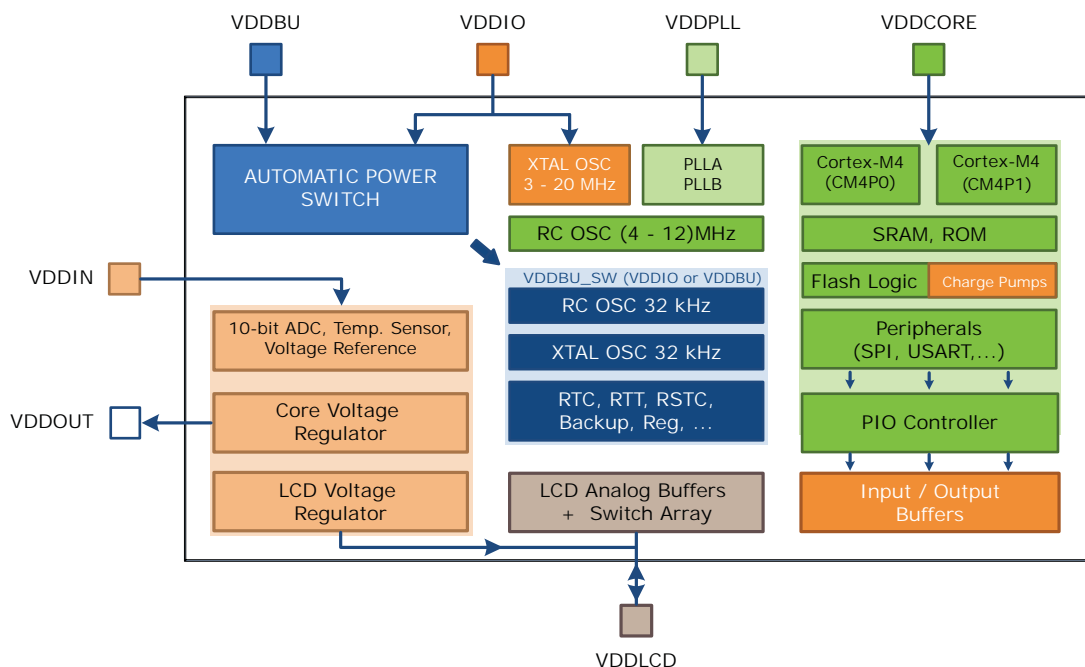 VDDBU
VDDIO
VDDPLL
VDDCORE
AUTOMATIC POWER
SWITCH
XTAL OSC
3 - 20 MHz
PLLA
PLLB
Cortex-M4
(CM4P0)
Cortex-M4
(CM4P1)
RC OSC (4 - 12)MHz
SRAM, ROM
VDDIN
VDDBU_SW (VDDIO or VDDBU)
Flash Logic
Charge Pumps
RC OSC 32 kHz
10-bit ADC, Temp. Sensor,
Voltage Reference
XTAL OSC 32 kHz
Peripherals
(SPI, USART,...)
VDDOUT
Core Voltage
Regulator
RTC, RTT, RSTC,
Backup, Reg, ...
PIO Controller
LCD Voltage
Regulator
LCD Analog Buffers
+ Switch Array
Input / Output
Buffers
VDDLCD